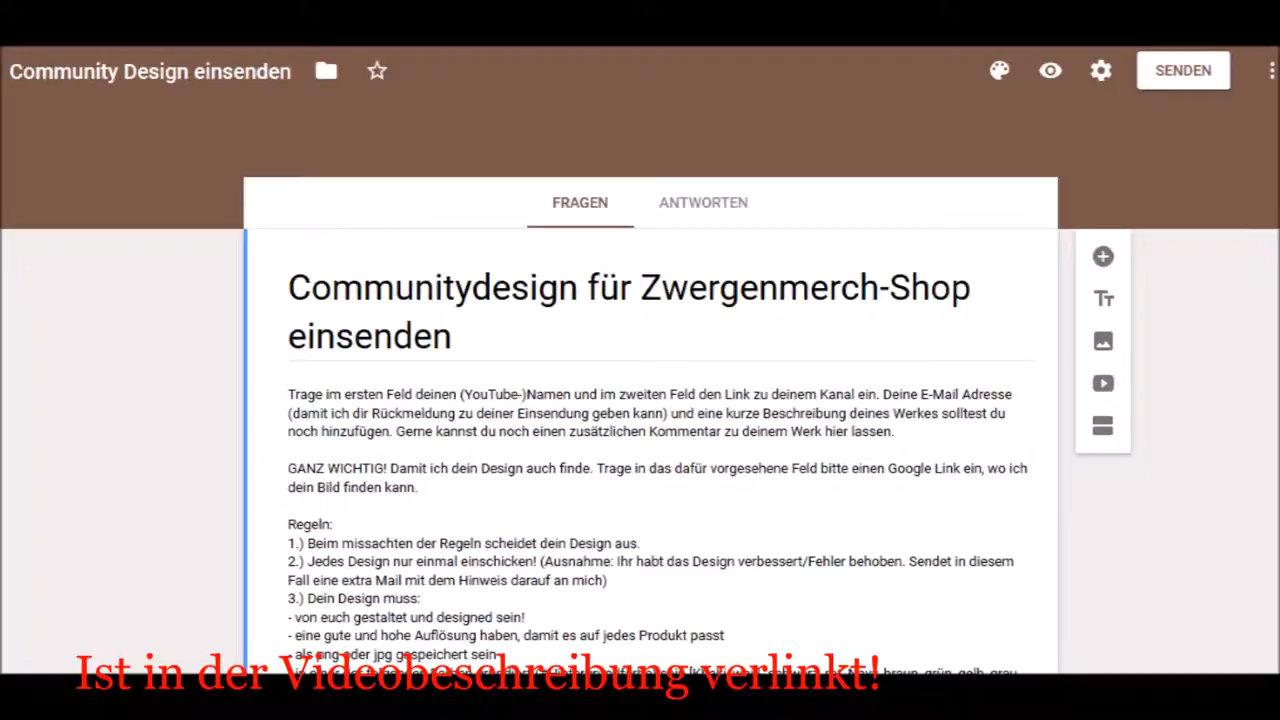 Community Design einsenden
SENDEN
FRAGEN ANTWORTEN
Communitydesign für Zwergenmerch-Shop
einsenden
Trage im ersten Feld deinen (YouTube-)Namen und im zweiten Feld den Link zu deinem Kanal ein. Deine E-Mail Adresse
(damit ich dir Rückmeldung zu deiner Einsendung geben kann) und eine kurze Beschreibung deines Werkes solltest du
noch hinzufügen. Gerne kannst du noch einen zusätzlichen Kommentar zu deinem Werk hier lassen.
GANZ WICHTIG! Damit ich dein Design auch finde. Trage in das dafür vorgesehene Feld bitte einen Google Link ein, wo ich
dein Bild finden kann.
Regeln:
1.) Beim missachten der Regeln scheidet dein Design aus.
2.) Jedes Design nur einmal einschicken! (Ausnahme: Ihr habt das Design verbessert/Fehler behoben. Sendet in diesem
Fall eine extra Mail mit dem Hinweis darauf an mich)
3.) Dein Design muss:
- von euch gestaltet und designed sein!
- eine gute und hohe Auflösung haben, damit es auf jedes Produkt passt
- als png oder jpg gespeichert sein
Ist in der Videobeschreibung verlinkt!